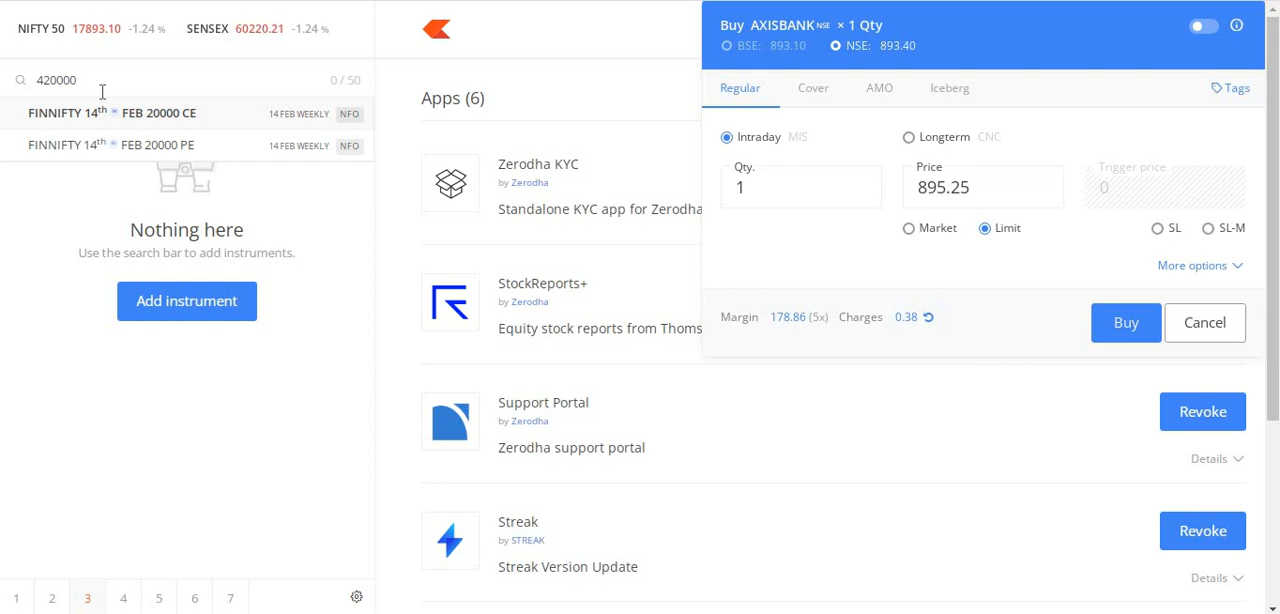 NIFTY 50 17893.10 -1.24 % SENSEX 60220.21 -1.24 %
420000 0 / 50
FINNIFTY 14th FEB 20000 CE 14 FEB WEEKLY NFO
FINNIFTY 14th FEB 20000 PE 14 FEB WEEKLY NFO
Nothing here
Use the search bar to add instruments.
Add instrument
1 2 3 4 5 6 7
Apps (6)
Zerodha KYC
by Zerodha
Standalone KYC app for Zerodha
StockReports+
by Zerodha
Equity stock reports from Thoms
Support Portal
by Zerodha
Zerodha support portal
Revoke
Details
Streak
by STREAK
Streak Version Update
Revoke
Details
Buy AXISBANK NSE × 1 Qty
BSE: 893.10 NSE: 893.40
Regular Cover AMO Iceberg Tags
Intraday MIS Longterm CNC
Qty. Price Trigger price
1 895.25 0
Market Limit SL SL-M
More options
Margin 178.86 (5x) Charges 0.38 Buy Cancel